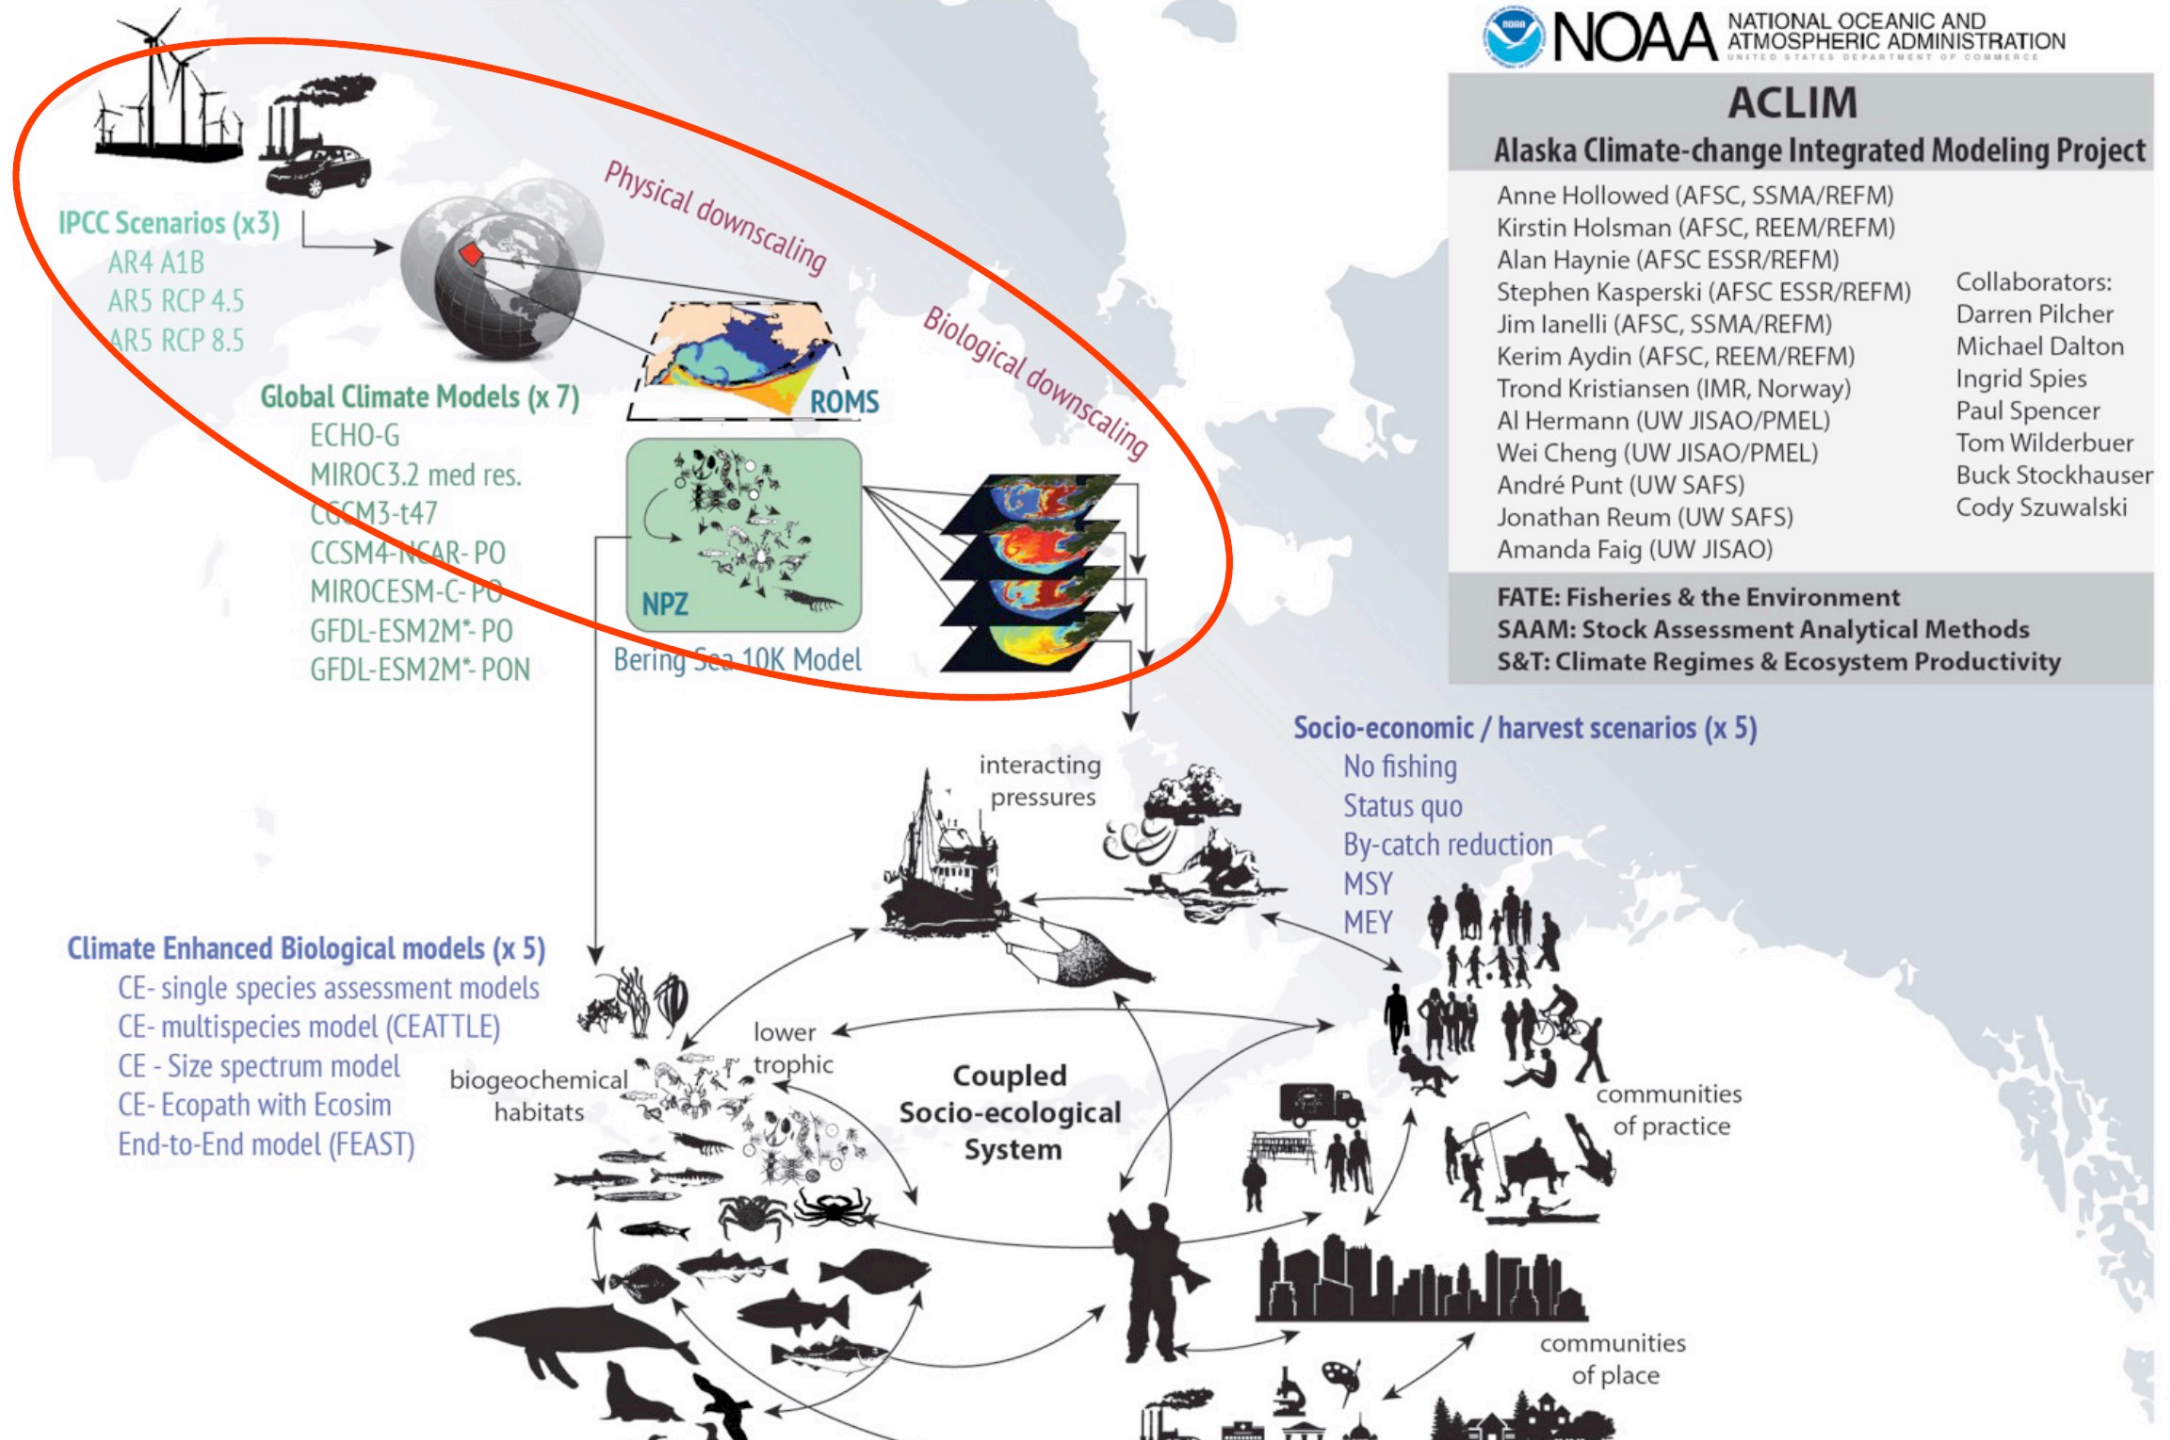 NOAA
NOAA
NATIONAL OCEANIC AND
ATMOSPHERIC ADMINISTRATION
UNITED STATES DEPARTMENT OF COMMERCE
ACLIM
Alaska Climate-change Integrated Modeling Project
Anne Hollowed (AFSC, SSMA/REFM)
Kirstin Holsman (AFSC, REEM/REFM)
Alan Haynie (AFSC ESSR/REFM)
Stephen Kasperski (AFSC ESSR/REFM)
Jim Ianelli (AFSC, SSMA/REFM)
Kerim Aydin (AFSC, REEM/REFM)
Trond Kristiansen (IMR, Norway)
Al Hermann (UW JISAO/PMEL)
Wei Cheng (UW JISAO/PMEL)
André Punt (UW SAFS)
Jonathan Reum (UW SAFS)
Amanda Faig (UW JISAO)
Collaborators:
Darren Pilcher
Michael Dalton
Ingrid Spies
Paul Spencer
Tom Wilderbuer
Buck Stockhauser
Cody Szuwalski
FATE: Fisheries & the Environment
SAAM: Stock Assessment Analytical Methods
S&T: Climate Regimes & Ecosystem Productivity
IPCC Scenarios (x3)
AR4 A1B
AR5 RCP 4.5
AR5 RCP 8.5
Physical downscaling
Biological downscaling
ROMS
Global Climate Models (x 7)
ECHO-G
MIROC3.2 med res.
CGCM3-t47
CCSM4-NCAR- PO
MIROCESM-C- PO
GFDL-ESM2M*- PO
GFDL-ESM2M*- PON
NPZ
Bering Sea 10K Model
Socio-economic / harvest scenarios (x 5)
No fishing
Status quo
By-catch reduction
MSY
MEY
interacting
pressures
Climate Enhanced Biological models (x 5)
CE- single species assessment models
CE- multispecies model (CEATTLE)
CE - Size spectrum model
CE- Ecopath with Ecosim
End-to-End model (FEAST)
lower
trophic
biogeochemical
habitats
Coupled
Socio-ecological
System
communities
of practice
communities
of place